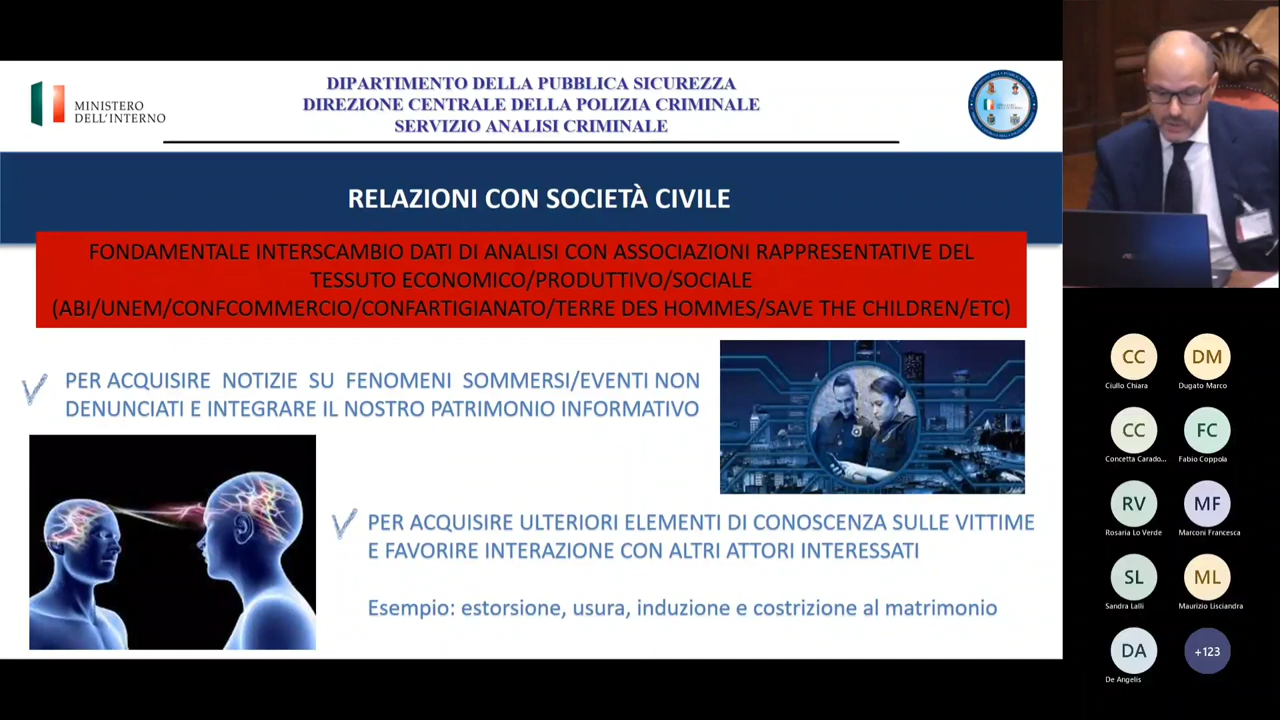 MINISTERO
DELL'INTERNO
DIPARTIMENTO DELLA PUBBLICA SICUREZZA
DIREZIONE CENTRALE DELLA POLIZIA CRIMINALE
SERVIZIO ANALISI CRIMINALE
RELAZIONI CON SOCIETÀ CIVILE
FONDAMENTALE INTERSCAMBIO DATI DI ANALISI CON ASSOCIAZIONI RAPPRESENTATIVE DEL
TESSUTO ECONOMICO/PRODUTTIVO/SOCIALE
(ABI/UNEM/CONFCOMMERCIO/CONFARTIGIANATO/TERRE DES HOMMES/SAVE THE CHILDREN/ETC)
PER ACQUISIRE NOTIZIE SU FENOMENI SOMMERSI/EVENTI NON
DENUNCIATI E INTEGRARE IL NOSTRO PATRIMONIO INFORMATIVO
PER ACQUISIRE ULTERIORI ELEMENTI DI CONOSCENZA SULLE VITTIME
E FAVORIRE INTERAZIONE CON ALTRI ATTORI INTERESSATI
Esempio: estorsione, usura, induzione e costrizione al matrimonio
CC
Ciullo Chiara
DM
Dugato Marco
CC
Concetta Carado...
FC
Fabio Coppola
RV
Rosaria Lo Verde
MF
Marconi Francesca
SL
Sandra Lalli
ML
Maurizio Lisciandra
DA
De Angelis
+123